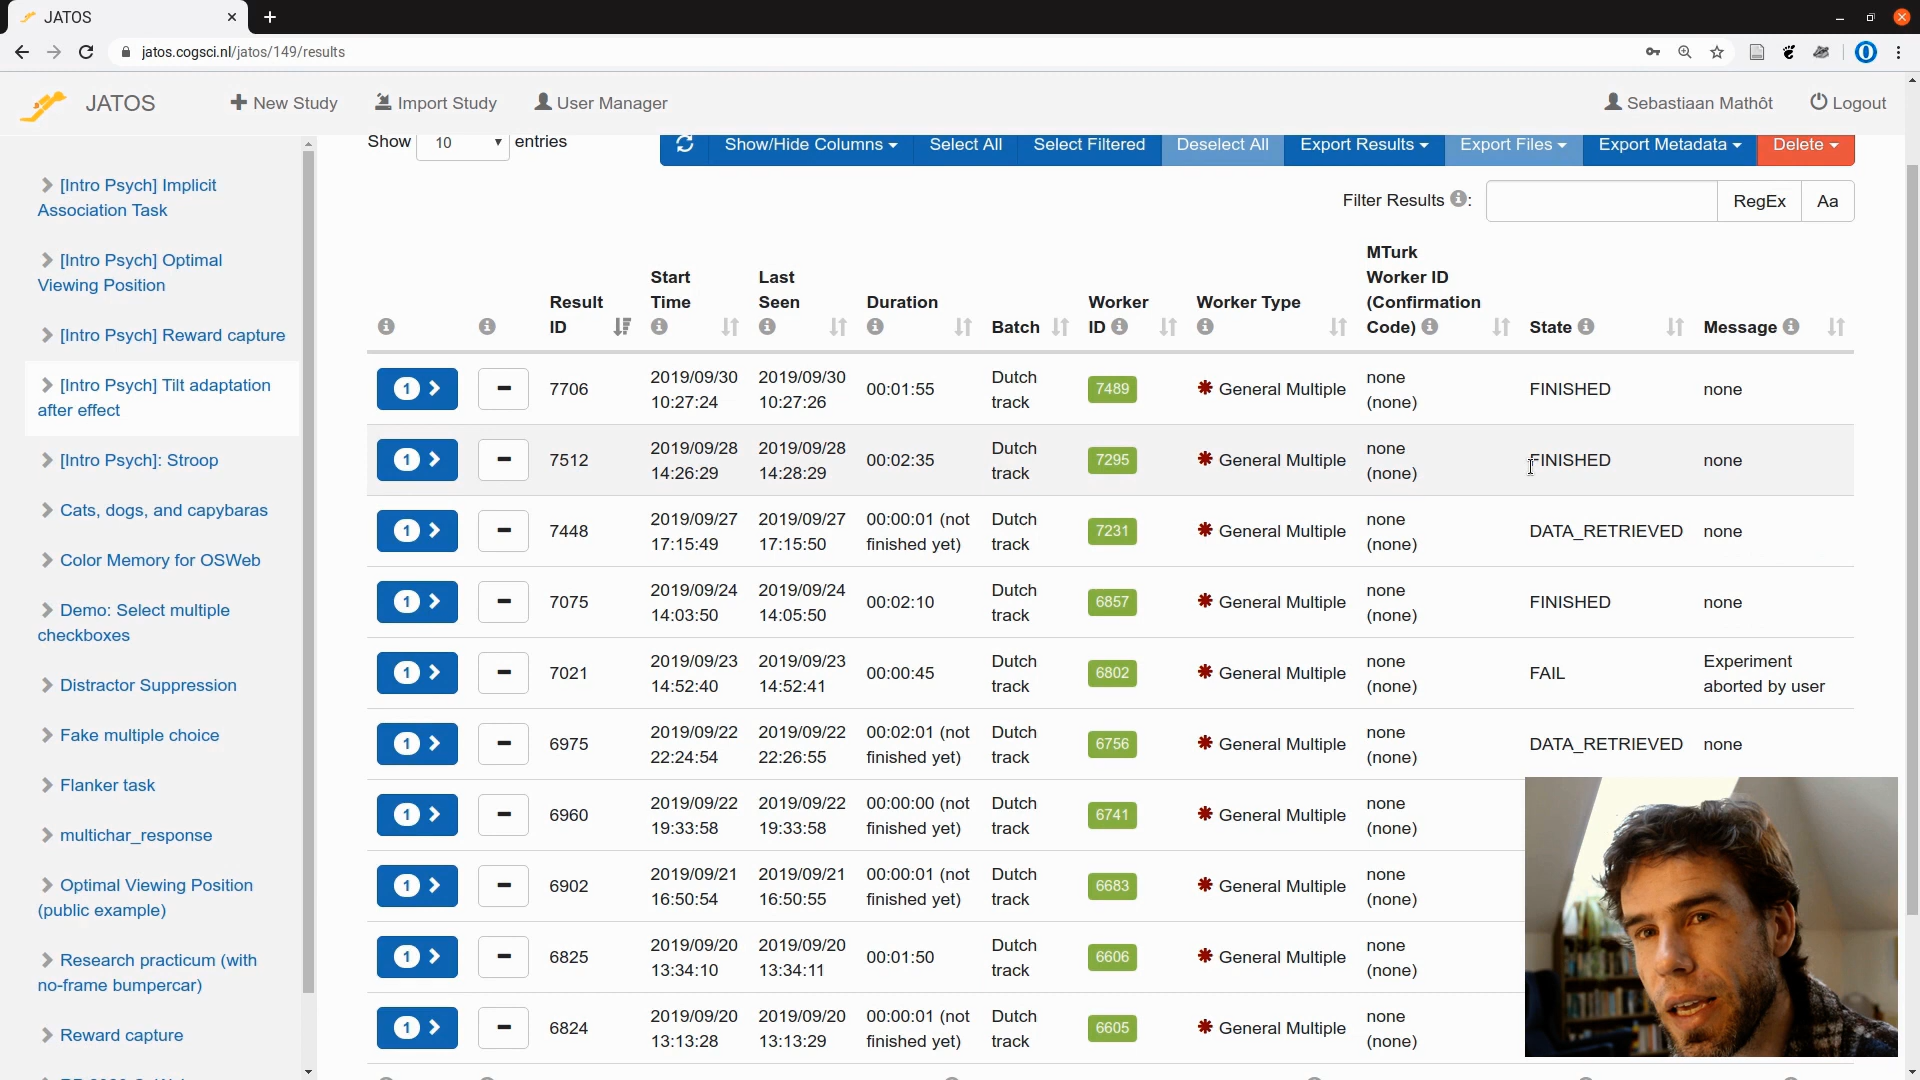 JATOS
jatos.cogsci.nl/jatos/149/results
JATOS
New Study
Import Study
User Manager
Sebastiaan Mathôt
Logout
[Intro Psych] Implicit
Association Task
[Intro Psych] Optimal
Viewing Position
[Intro Psych] Reward capture
[Intro Psych] Tilt adaptation
after effect
[Intro Psych]: Stroop
Cats, dogs, and capybaras
Color Memory for OSWeb
Demo: Select multiple
checkboxes
Distractor Suppression
Fake multiple choice
Flanker task
multichar_response
Optimal Viewing Position
(public example)
Research practicum (with
no-frame bumpercar)
Reward capture
Show 10 entries
Show/Hide Columns
Select All
Select Filtered
Deselect All
Export Results
Export Files
Export Metadata
Delete
Filter Results :
RegEx
Aa
Result
ID
Start
Time
Last
Seen
Duration
Batch
Worker
ID
Worker Type
MTurk
Worker ID
(Confirmation
Code)
State
Message
1 7706 2019/09/30 2019/09/30 00:01:55 Dutch 7489 General Multiple none FINISHED none
10:27:24 10:27:26 track (none)
1 7512 2019/09/28 2019/09/28 00:02:35 Dutch 7295 General Multiple none FINISHED none
14:26:29 14:28:29 track (none)
1 7448 2019/09/27 2019/09/27 00:00:01 (not Dutch 7231 General Multiple none DATA_RETRIEVED none
17:15:49 17:15:50 finished yet) track (none)
1 7075 2019/09/24 2019/09/24 00:02:10 Dutch 6857 General Multiple none FINISHED none
14:03:50 14:05:50 track (none)
1 7021 2019/09/23 2019/09/23 00:00:45 Dutch 6802 General Multiple none FAIL Experiment
14:52:40 14:52:41 track (none) aborted by user
1 6975 2019/09/22 2019/09/22 00:02:01 (not Dutch 6756 General Multiple none DATA_RETRIEVED none
22:24:54 22:26:55 finished yet) track (none)
1 6960 2019/09/22 2019/09/22 00:00:00 (not Dutch 6741 General Multiple none
19:33:58 19:33:58 finished yet) track (none)
1 6902 2019/09/21 2019/09/21 00:00:01 (not Dutch 6683 General Multiple none
16:50:54 16:50:55 finished yet) track (none)
1 6825 2019/09/20 2019/09/20 00:01:50 Dutch 6606 General Multiple none
13:34:10 13:34:11 track (none)
1 6824 2019/09/20 2019/09/20 00:00:01 (not Dutch 6605 General Multiple none
13:13:28 13:13:29 finished yet) track (none)